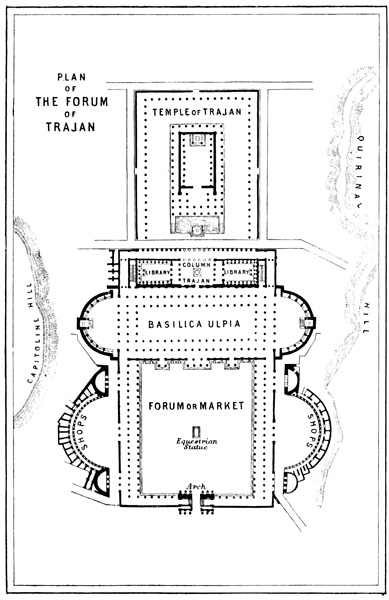 PLAN
OF
THE FORUM
OF
TRAJAN
TEMPLE OF TRAJAN
QUIRINAL
HILL
COLUMN
LIBRARY
LIBRARY
TRAJAN
BASILICA ULPIA
CAPITOLINE HILL
FORUM OR MARKET
SHOPS
SHOPS
Equestrian
Statue
Arch